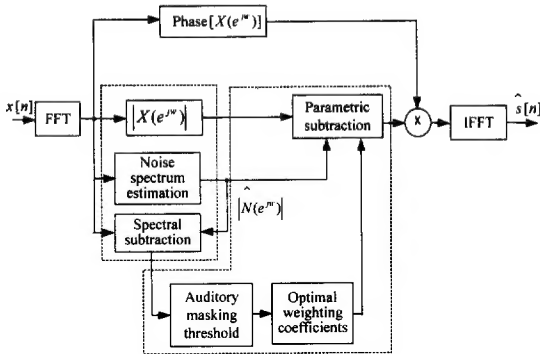 Phase[X(e^{jw})]
x[n]
FFT
|X(e^{jw})|
Parametric
subtraction
x
IFFT
ŝ[n]
Noise
spectrum
estimation
|N̂(e^{jw})|
Spectral
subtraction
Auditory
masking
threshold
Optimal
weighting
coefficients